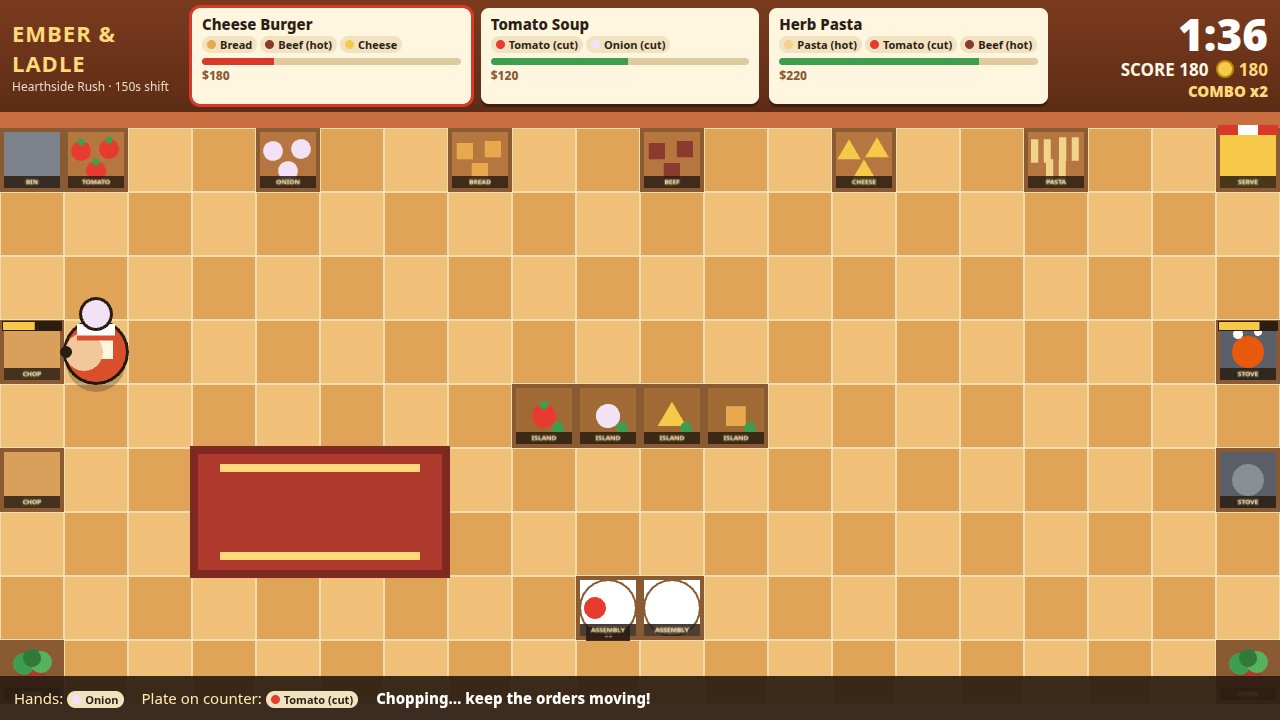 EMBER &
LADLE
Hearthside Rush · 150s shift
Cheese Burger
Bread Beef (hot) Cheese
$180
Tomato Soup
Tomato (cut) Onion (cut)
$120
Herb Pasta
Pasta (hot) Tomato (cut) Beef (hot)
$220
1:36
SCORE 180 180
COMBO x2
BIN TOMATO ONION BREAD BEEF CHEESE PASTA SERVE
CHOP STOVE
ISLAND ISLAND ISLAND ISLAND
CHOP STOVE
ASSEMBLY ASSEMBLY
Hands: Onion Plate on counter: Tomato (cut) Chopping... keep the orders moving!